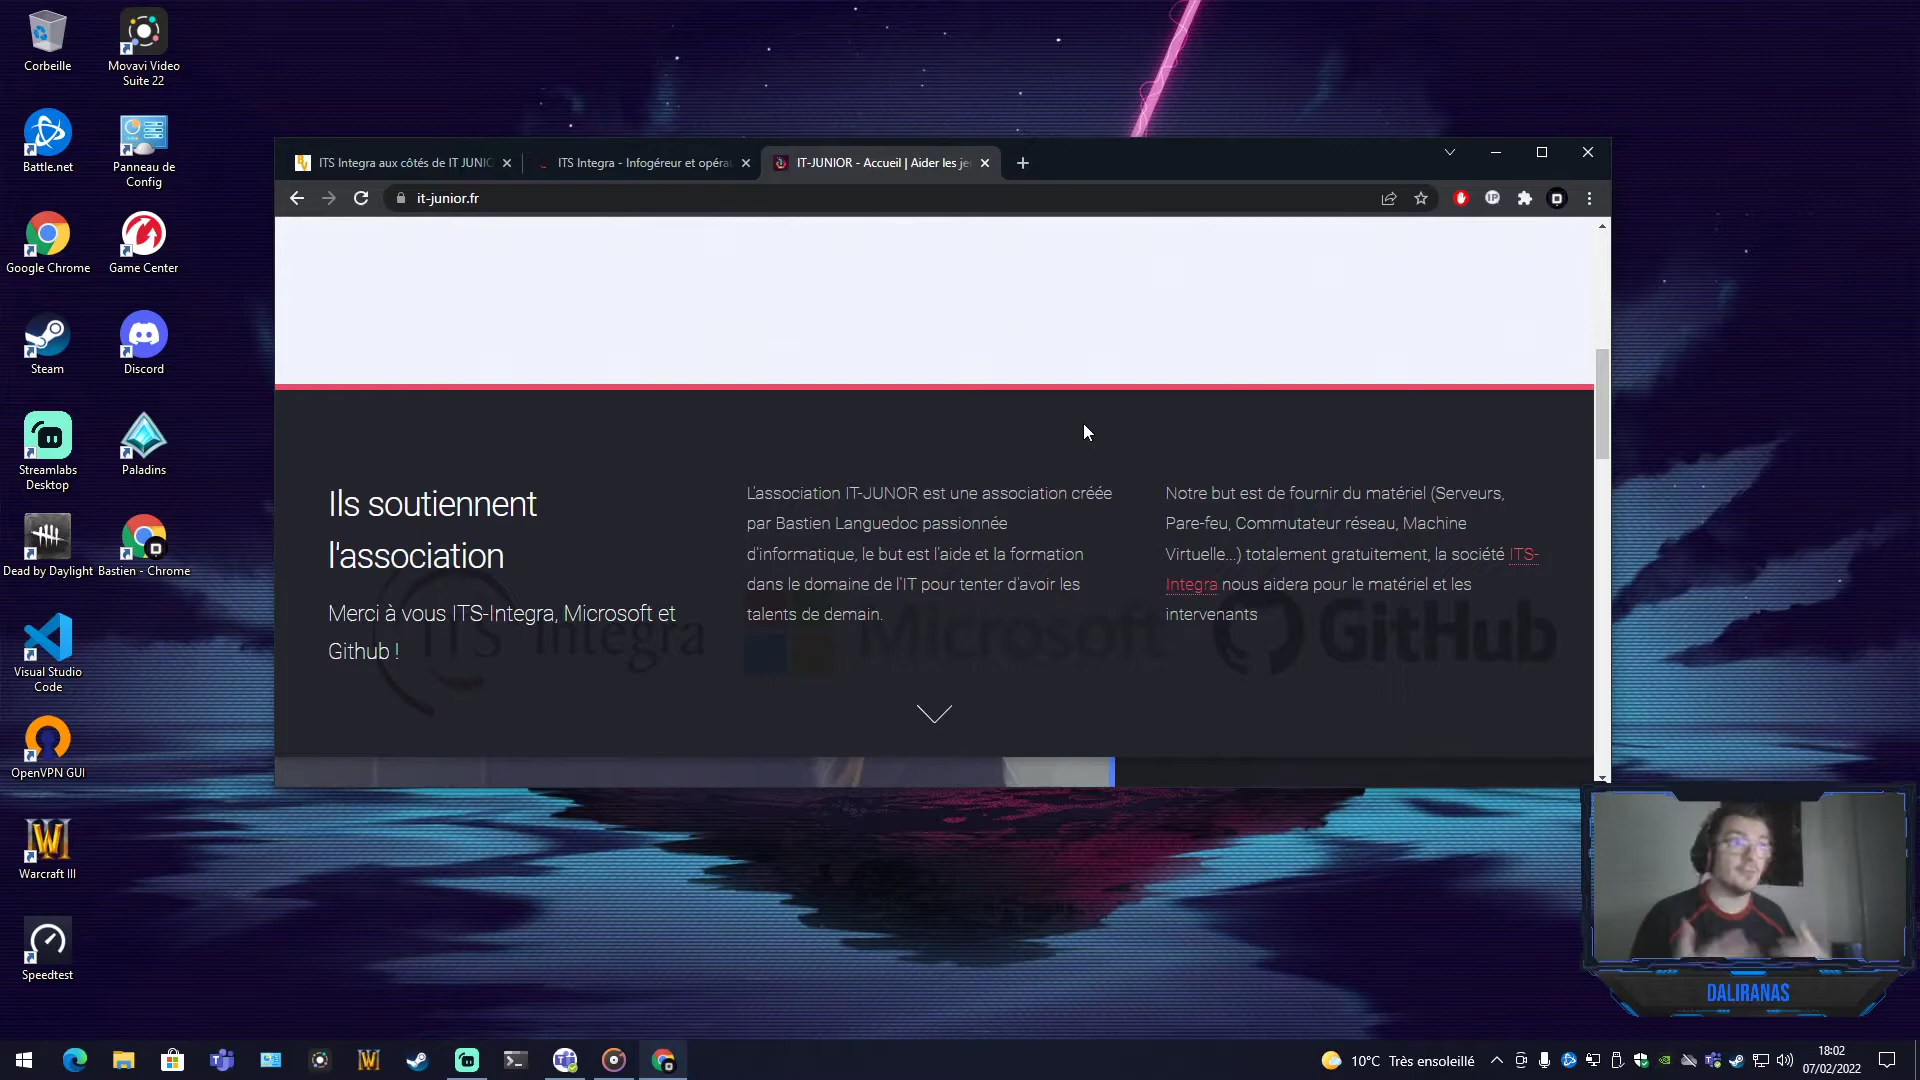 Corbeille
Movavi Video
Suite 22
Battle.net
Panneau de
Config
Google Chrome
Game Center
Steam
Discord
Streamlabs
Desktop
Paladins
Dead by Daylight
Bastien - Chrome
Visual Studio
Code
OpenVPN GUI
Warcraft III
Speedtest
ITS Integra aux côtés de IT JUNIO
ITS Integra - Infogéreur et opéra
IT-JUNIOR - Accueil | Aider les je
it-junior.fr
Ils soutiennent
l'association
Merci à vous ITS-Integra, Microsoft et
Github !
L'association IT-JUNOR est une association créée
par Bastien Languedoc passionnée
d'informatique, le but est l'aide et la formation
dans le domaine de l'IT pour tenter d'avoir les
talents de demain.
Notre but est de fournir du matériel (Serveurs,
Pare-feu, Commutateur réseau, Machine
Virtuelle...) totalement gratuitement, la société ITS-
Integra nous aidera pour le matériel et les
intervenants
ITS Integra
Microsoft
GitHub
DALIRANAS
10°C Très ensoleillé
18:02
07/02/2022